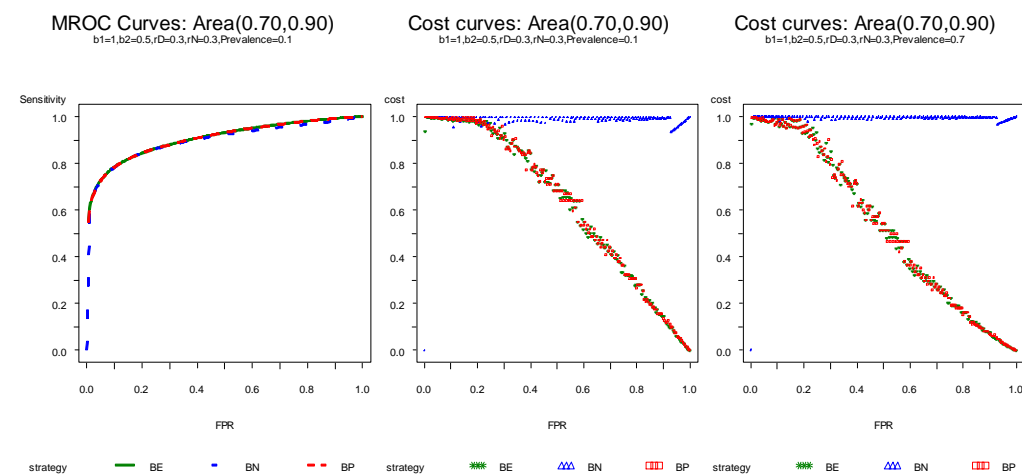 MROC Curves: Area(0.70,0.90)
b1=1,b2=0.5,rD=0.3,rN=0.3,Prevalence=0.1
Sensitivity
1.0
0.8
0.6
0.4
0.2
0.0
0.0 0.2 0.4 0.6 0.8 1.0
FPR
strategy BE BN BP
Cost curves: Area(0.70,0.90)
b1=1,b2=0.5,rD=0.3,rN=0.3,Prevalence=0.1
cost
1.0
0.8
0.6
0.4
0.2
0.0
0.0 0.2 0.4 0.6 0.8 1.0
FPR
strategy BE BN BP
Cost curves: Area(0.70,0.90)
b1=1,b2=0.5,rD=0.3,rN=0.3,Prevalence=0.7
cost
1.0
0.8
0.6
0.4
0.2
0.0
0.0 0.2 0.4 0.6 0.8 1.0
FPR
strategy BE BN BP